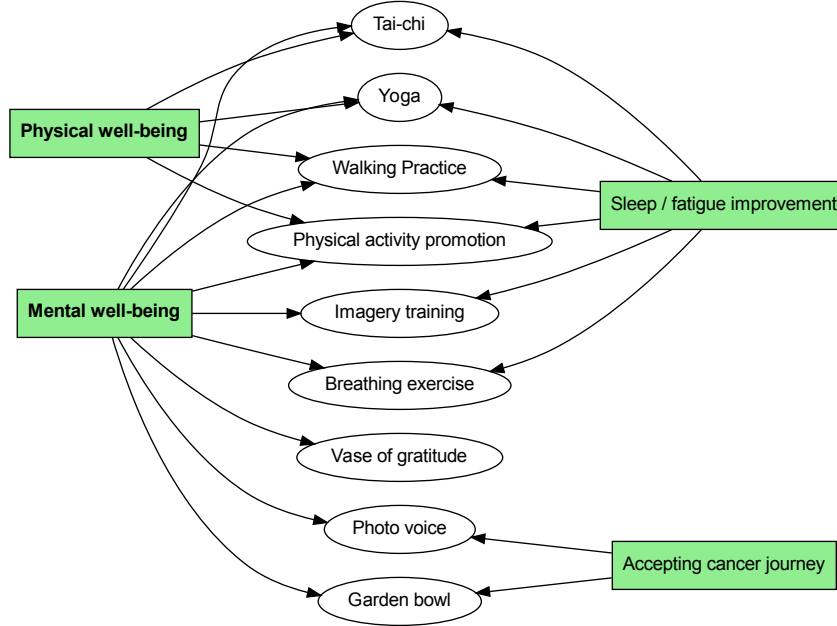 Tai-chi
Yoga
Physical well-being
Walking Practice
Sleep / fatigue improvement
Physical activity promotion
Mental well-being
Imagery training
Breathing exercise
Vase of gratitude
Photo voice
Accepting cancer journey
Garden bowl